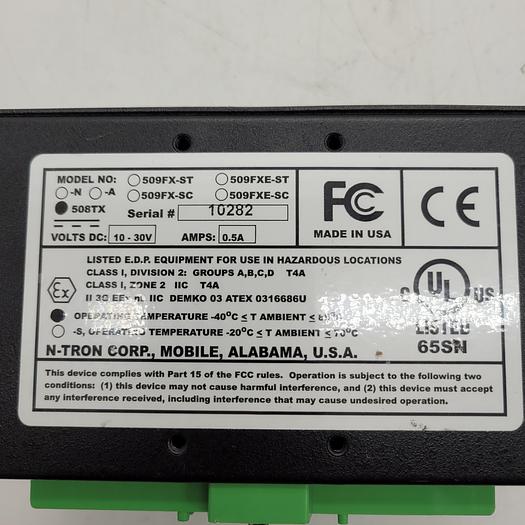 MODEL NO: 509FX-ST 509FXE-ST
-N -A 509FX-SC 509FXE-SC
508TX Serial # 10282
VOLTS DC: 10 - 30V AMPS: 0.5A
FCC
MADE IN USA
CE
LISTED E.D.P. EQUIPMENT FOR USE IN HAZARDOUS LOCATIONS
CLASS I, DIVISION 2: GROUPS A,B,C,D T4A
CLASS I, ZONE 2 IIC T4A
Ex II 3G IIC DEMKO 03 ATEX 0316686U
OPERATING TEMPERATURE -40°C ≤ T AMBIENT ≤
-S, OPERATING TEMPERATURE -20°C ≤ T AMBIENT ≤ 70°C
C UL US
LISTED
65SN
N-TRON CORP., MOBILE, ALABAMA, U.S.A.
This device complies with Part 15 of the FCC rules. Operation is subject to the following two
conditions: (1) this device may not cause harmful interference, and (2) this device must accept
any interference received, including interference that may cause undesired operation.